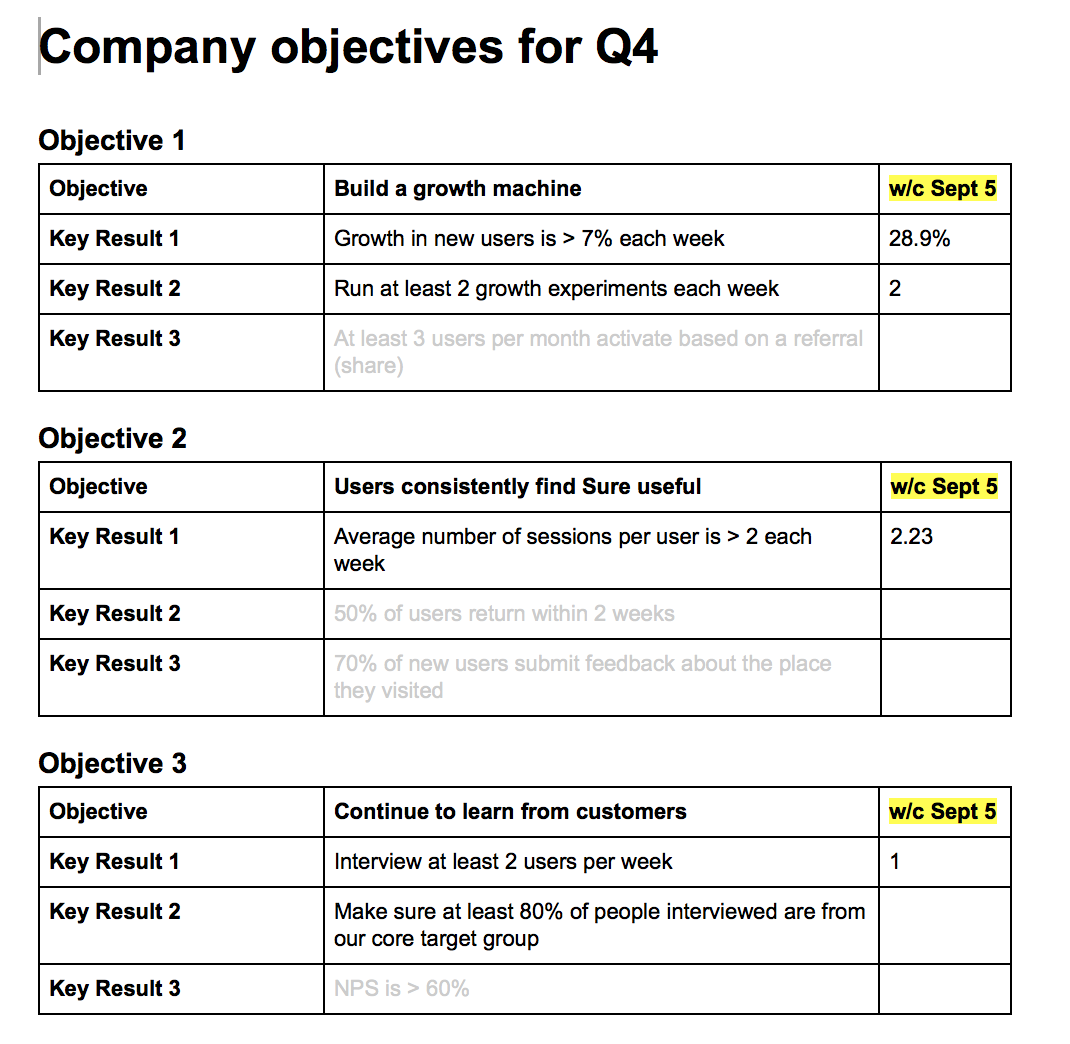 Company objectives for Q4
Objective 1
Objective Build a growth machine w/c Sept 5
Key Result 1 Growth in new users is > 7% each week 28.9%
Key Result 2 Run at least 2 growth experiments each week 2
Key Result 3 At least 3 users per month activate based on a referral
(share)
Objective 2
Objective Users consistently find Sure useful w/c Sept 5
Key Result 1 Average number of sessions per user is > 2 each 2.23
week
Key Result 2 50% of users return within 2 weeks
Key Result 3 70% of new users submit feedback about the place
they visited
Objective 3
Objective Continue to learn from customers w/c Sept 5
Key Result 1 Interview at least 2 users per week 1
Key Result 2 Make sure at least 80% of people interviewed are from
our core target group
Key Result 3 NPS is > 60%